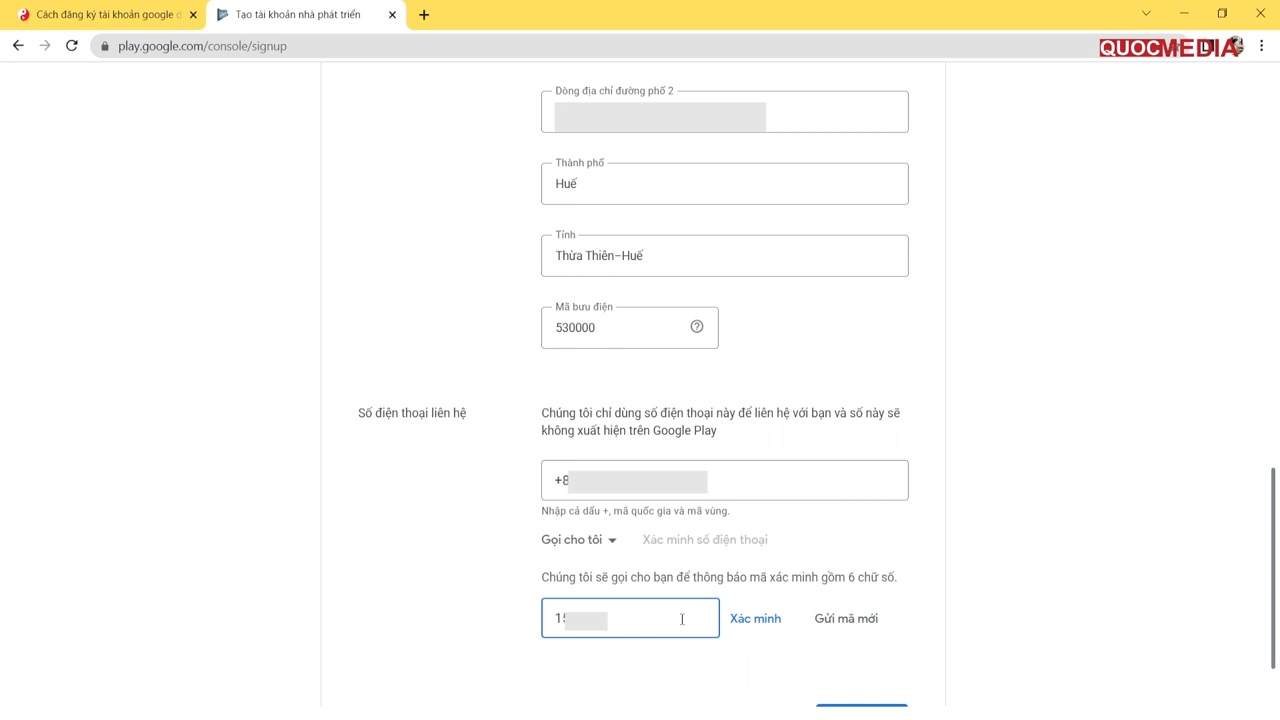 Cách đăng ký tài khoản google d
Tạo tài khoản nhà phát triển
play.google.com/console/signup
QUOCMEDIA
Dòng địa chỉ đường phố 2
Thành phố
Huế
Tỉnh
Thừa Thiên–Huế
Mã bưu điện
530000
Số điện thoại liên hệ
Chúng tôi chỉ dùng số điện thoại này để liên hệ với bạn và số này sẽ
không xuất hiện trên Google Play
+8
Nhập cả dấu +, mã quốc gia và mã vùng.
Gọi cho tôi Xác minh số điện thoại
Chúng tôi sẽ gọi cho bạn để thông báo mã xác minh gồm 6 chữ số.
15 Xác minh Gửi mã mới